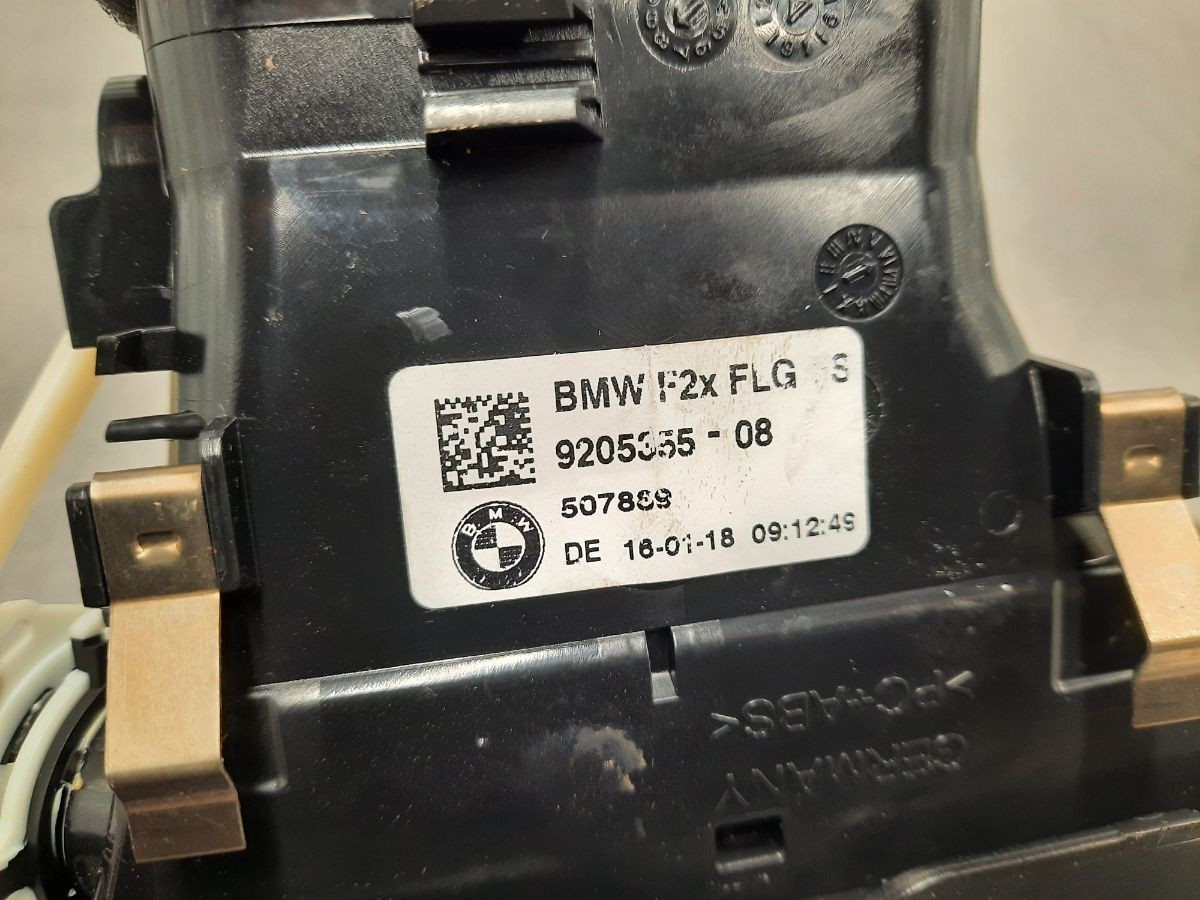 BMW F2x FLG S
9205355 - 08
507889
BMW
DE 16-01-18 09:12:49
>PC+ABS<
GERMANY